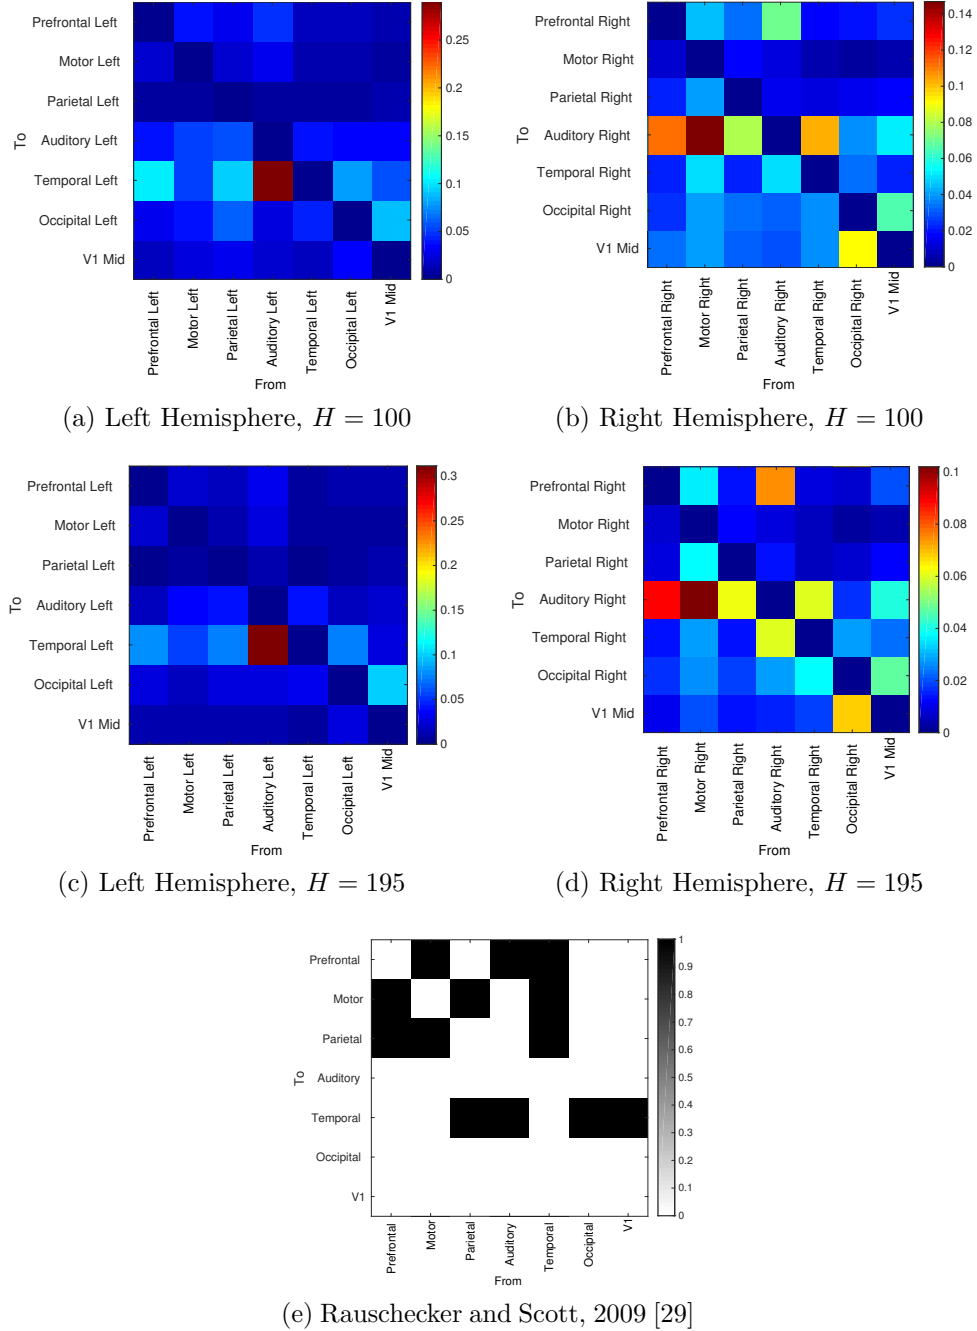 Prefrontal Left
Motor Left
Parietal Left
Auditory Left
Temporal Left
Occipital Left
V1 Mid
To
0.25
0.2
0.15
0.1
0.05
0
Prefrontal Left
Motor Left
Parietal Left
Auditory Left
Temporal Left
Occipital Left
V1 Mid
From
(a) Left Hemisphere, H = 100
Prefrontal Right
Motor Right
Parietal Right
Auditory Right
Temporal Right
Occipital Right
V1 Mid
To
0.14
0.12
0.1
0.08
0.06
0.04
0.02
0
Prefrontal Right
Motor Right
Parietal Right
Auditory Right
Temporal Right
Occipital Right
V1 Mid
From
(b) Right Hemisphere, H = 100
Prefrontal Left
Motor Left
Parietal Left
Auditory Left
Temporal Left
Occipital Left
V1 Mid
To
0.3
0.25
0.2
0.15
0.1
0.05
0
Prefrontal Left
Motor Left
Parietal Left
Auditory Left
Temporal Left
Occipital Left
V1 Mid
From
(c) Left Hemisphere, H = 195
Prefrontal Right
Motor Right
Parietal Right
Auditory Right
Temporal Right
Occipital Right
V1 Mid
To
0.1
0.08
0.06
0.04
0.02
0
Prefrontal Right
Motor Right
Parietal Right
Auditory Right
Temporal Right
Occipital Right
V1 Mid
From
(d) Right Hemisphere, H = 195
Prefrontal
Motor
Parietal
Auditory
Temporal
Occipital
V1
To
1
0.9
0.8
0.7
0.6
0.5
0.4
0.3
0.2
0.1
0
Prefrontal
Motor
Parietal
Auditory
Temporal
Occipital
V1
From
(e) Rauschecker and Scott, 2009 [29]